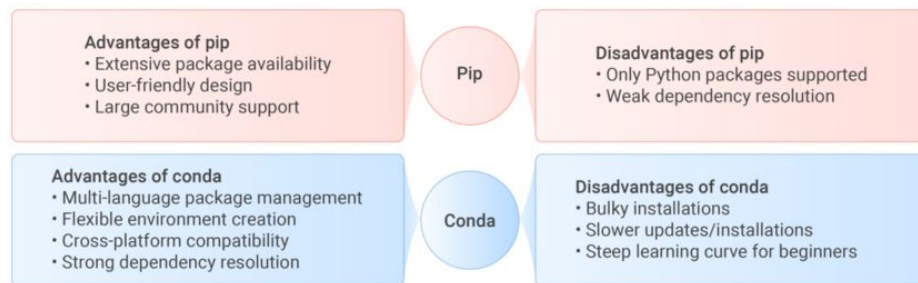 Advantages of pip
• Extensive package availability
• User-friendly design
• Large community support
Pip
Disadvantages of pip
• Only Python packages supported
• Weak dependency resolution
Advantages of conda
• Multi-language package management
• Flexible environment creation
• Cross-platform compatibility
• Strong dependency resolution
Conda
Disadvantages of conda
• Bulky installations
• Slower updates/installations
• Steep learning curve for beginners